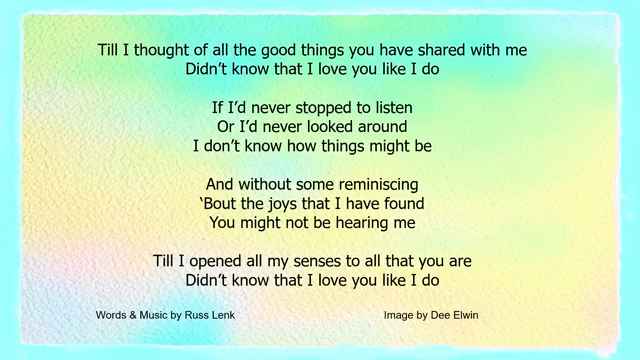 Till I thought of all the good things you have shared with me
Didn’t know that I love you like I do
If I’d never stopped to listen
Or I’d never looked around
I don’t know how things might be
And without some reminiscing
‘Bout the joys that I have found
You might not be hearing me
Till I opened all my senses to all that you are
Didn’t know that I love you like I do
Words & Music by Russ Lenk
Image by Dee Elwin